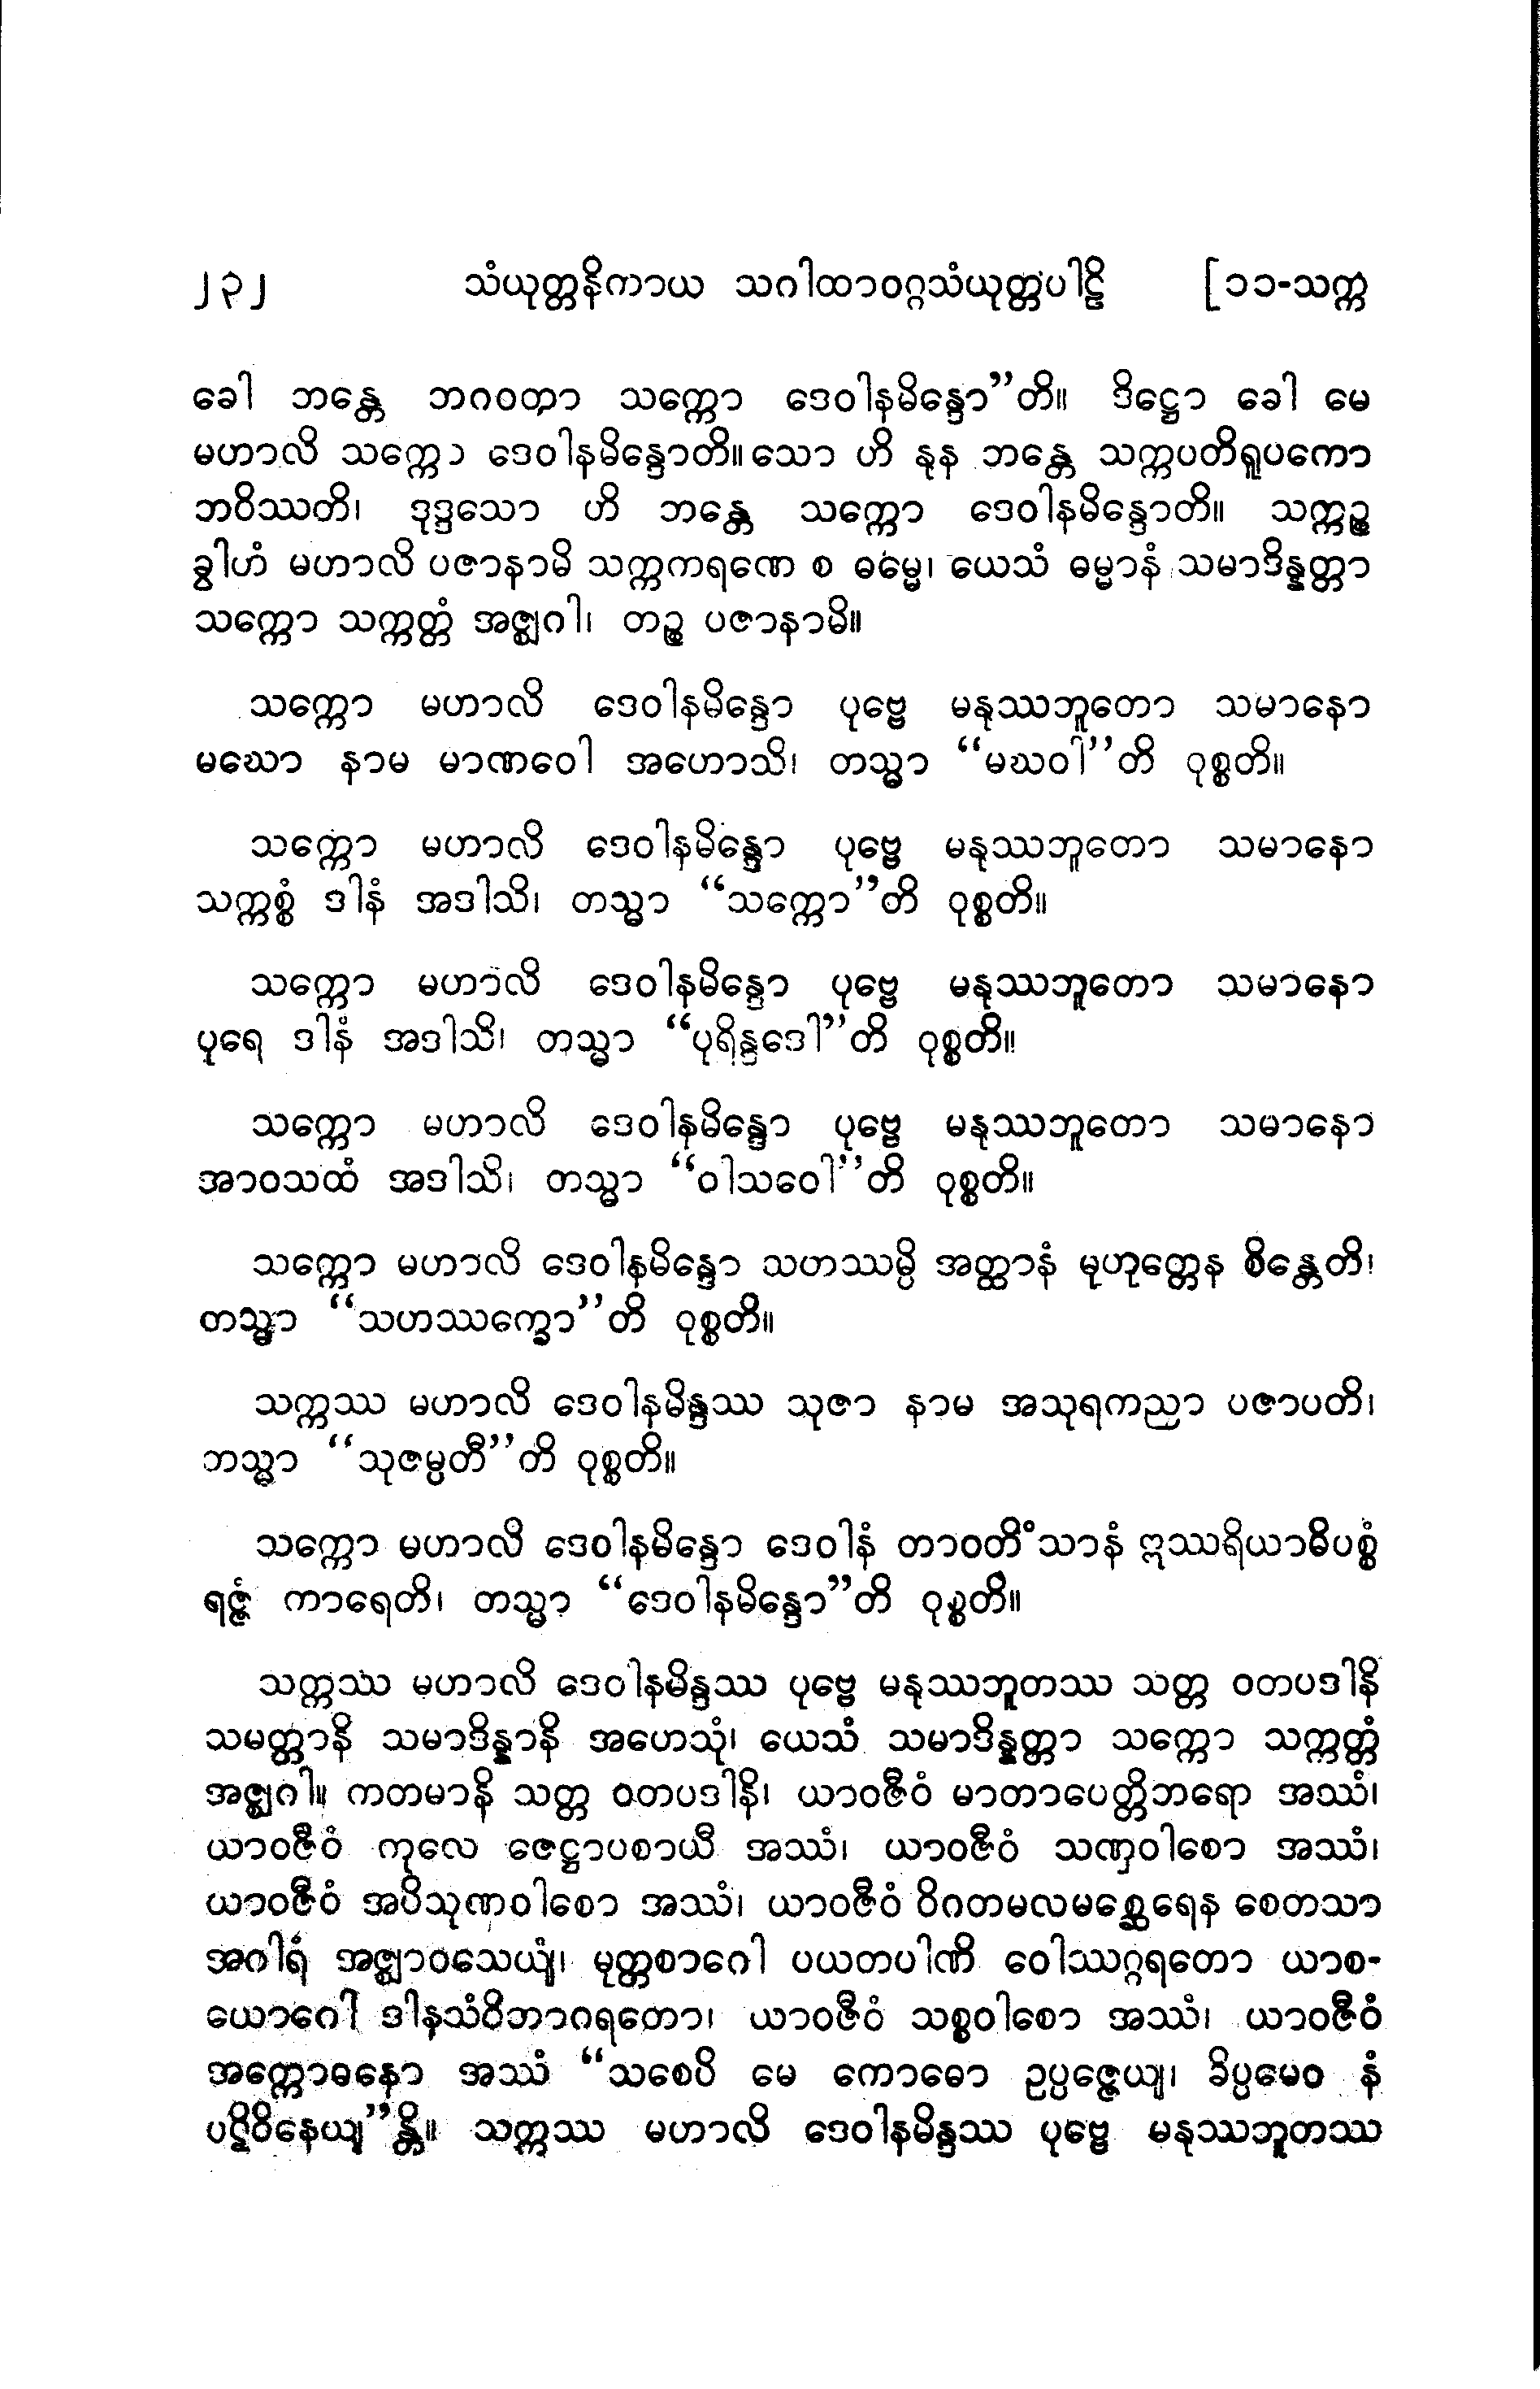 ၂၃၂ သံယုတ္တနိကာယ သဂါထာဝဂ္ဂသံယုတ္တပါဠိ [၁၁-သက္က
ခေါ ဘန္တေ ဘဂဝတာ သက္ကော ဒေဝါနမိန္ဒော”တိ။ ဒိဋ္ဌော ခေါ မေ
မဟာလိ သက္ကော ဒေဝါနမိန္ဒောတိ။ သော ဟိ နုန ဘန္တေ သက္ကပတိရူပကော
ဘဝိဿတိ၊ ဒုဒ္ဒသော ဟိ ဘန္တေ သက္ကော ဒေဝါနမိန္ဒောတိ။ သက္ကဉ္စ
ခွါဟံ မဟာလိ ပဇာနာမိ သက္ကကရဏေ စ ဓမ္မေ၊ ယေသံ ဓမ္မာနံ သမာဒိန္နတ္တာ
သက္ကော သက္ကတ္တံ အဇ္ဈဂါ၊ တဉ္စ ပဇာနာမိ။
သက္ကော မဟာလိ ဒေဝါနမိန္ဒော ပုဗ္ဗေ မနုဿဘူတော သမာနော
မဃော နာမ မာဏဝေါ အဟောသိ၊ တသ္မာ “မဃဝါ”တိ ဝုစ္စတိ။
သက္ကော မဟာလိ ဒေဝါနမိန္ဒော ပုဗ္ဗေ မနုဿဘူတော သမာနော
သက္ကစ္စံ ဒါနံ အဒါသိ၊ တသ္မာ “သက္ကော”တိ ဝုစ္စတိ။
သက္ကော မဟာလိ ဒေဝါနမိန္ဒော ပုဗ္ဗေ မနုဿဘူတော သမာနော
ပုရေ ဒါနံ အဒါသိ၊ တသ္မာ “ပုရိန္ဒဒေါ”တိ ဝုစ္စတိ။
သက္ကော မဟာလိ ဒေဝါနမိန္ဒော ပုဗ္ဗေ မနုဿဘူတော သမာနော
အာဝသထံ အဒါသိ၊ တသ္မာ “ဝါသဝေါ”တိ ဝုစ္စတိ။
သက္ကော မဟာလိ ဒေဝါနမိန္ဒော သဟဿမ္ပိ အတ္ထာနံ မုဟုတ္တေန စိန္တေတိ၊
တသ္မာ “သဟဿက္ခော”တိ ဝုစ္စတိ။
သက္ကဿ မဟာလိ ဒေဝါနမိန္ဒဿ သုဇာ နာမ အသုရကညာ ပဇာပတိ၊
တသ္မာ “သုဇမ္ပတီ”တိ ဝုစ္စတိ။
သက္ကော မဟာလိ ဒေဝါနမိန္ဒော ဒေဝါနံ တာဝတိံသာနံ ဣဿရိယာဓိပစ္စံ
ရဇ္ဇံ ကာရေတိ၊ တသ္မာ “ဒေဝါနမိန္ဒော”တိ ဝုစ္စတိ။
သက္ကဿ မဟာလိ ဒေဝါနမိန္ဒဿ ပုဗ္ဗေ မနုဿဘူတဿ သတ္တ ဝတပဒါနိ
သမတ္တာနိ သမာဒိန္နာနိ အဟေသုံ၊ ယေသံ သမာဒိန္နတ္တာ သက္ကော သက္ကတ္တံ
အဇ္ဈဂါ။ ကတမာနိ သတ္တ ဝတပဒါနိ၊ ယာဝဇီဝံ မာတာပေတ္တိဘရော အဿံ၊
ယာဝဇီဝံ ကုလေ ဇေဋ္ဌာပစာယီ အဿံ၊ ယာဝဇီဝံ သဏှဝါစော အဿံ၊
ယာဝဇီဝံ အပိသုဏဝါစော အဿံ၊ ယာဝဇီဝံ ဝိဂတမလမစ္ဆေရေန စေတသာ
အဂါရံ အဇ္ဈာဝသေယျံ၊ မုတ္တစာဂေါ ပယတပါဏိ ဝေါဿဂ္ဂရတော ယာစ-
ယောဂေါ ဒါနသံဝိဘာဂရတော၊ ယာဝဇီဝံ သစ္စဝါစော အဿံ၊ ယာဝဇီဝံ
အက္ကောဓနော အဿံ “သစေပိ မေ ကောဓော ဥပ္ပဇ္ဇေယျ၊ ခိပ္ပမေဝ နံ
ပဋိဝိနေယျ”န္တိ။ သက္ကဿ မဟာလိ ဒေဝါနမိန္ဒဿ ပုဗ္ဗေ မနုဿဘူတဿ